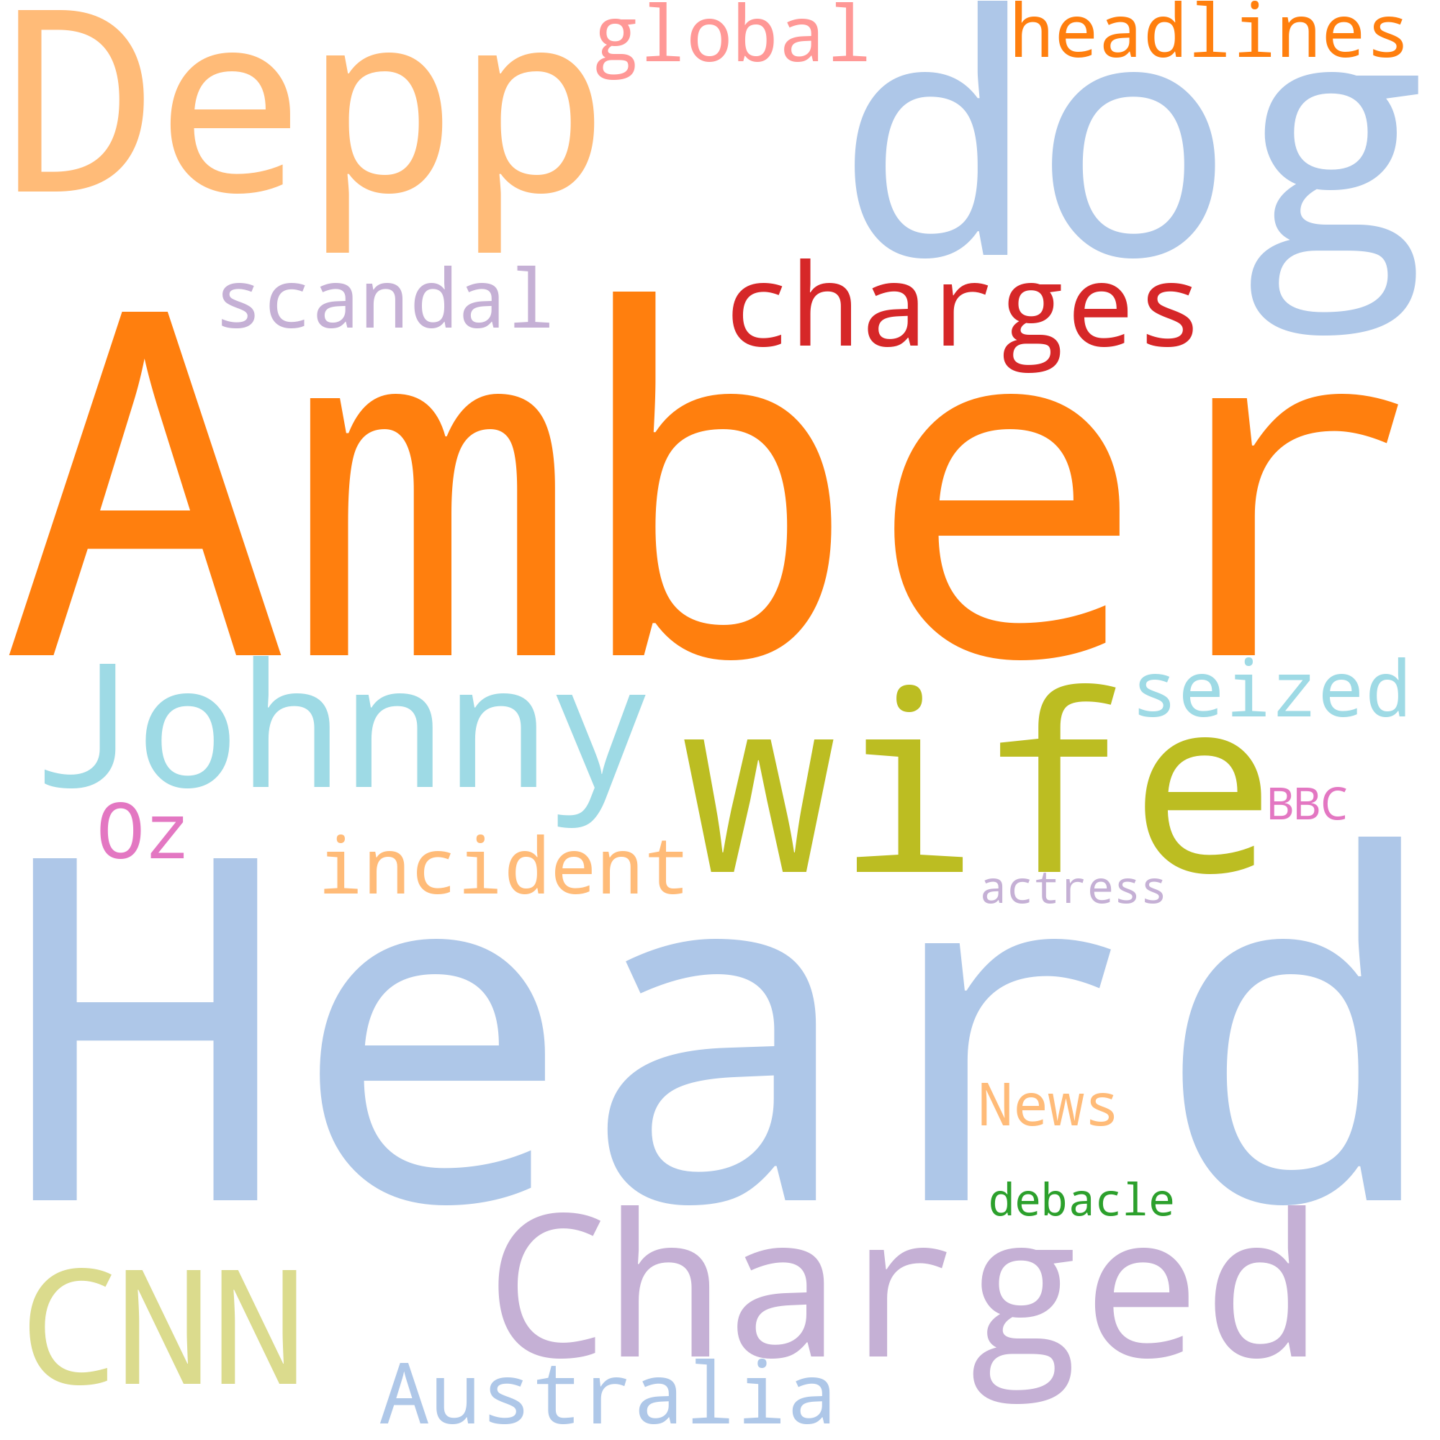 Depp global dog headlines
scandal charges
Amber
Johnny wife seized
Oz incident BBC
actress
Heard
News
debacle
CNN Charged
Australia